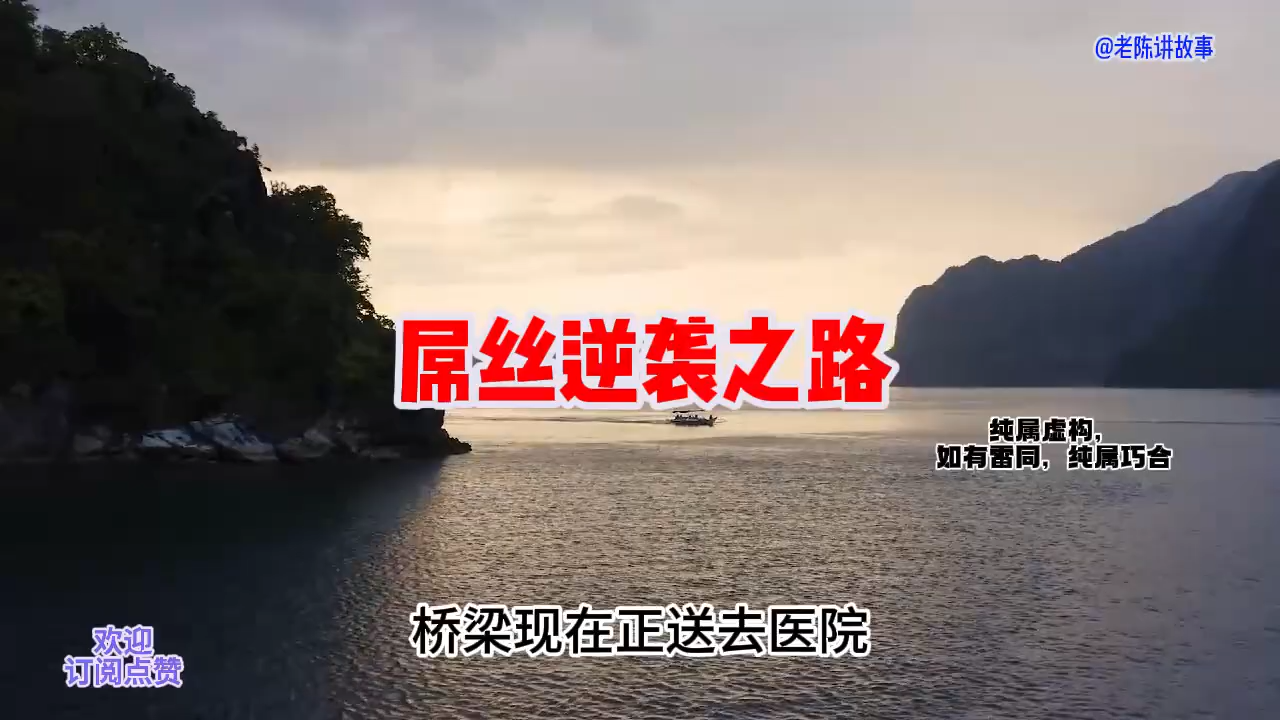 @老陈讲故事
屌丝逆袭之路
纯属虚构,
如有雷同，纯属巧合
桥梁现在正送去医院
欢迎
订阅点赞